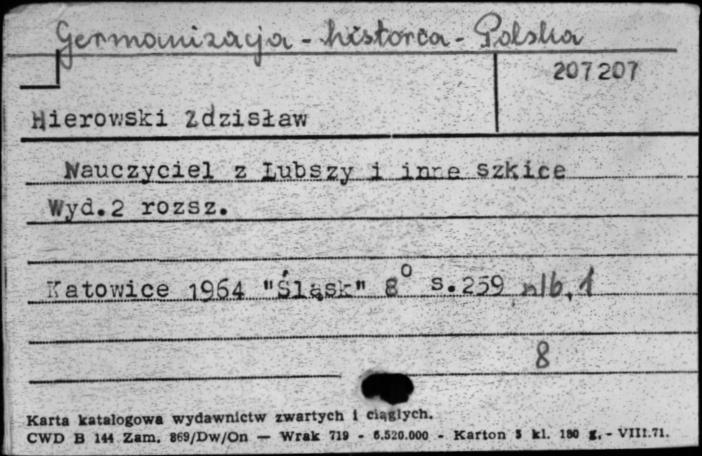 Germanizacja - historia - Polska
207207
Hierowski Zdzisław
Nauczyciel z Lubszy i inne szkice
Wyd.2 rozsz.
Katowice 1964 "Śląsk" 8° s.259 nlb. 1
8
Karta katalogowa wydawnictw zwartych i ciągłych.
CWD B 144 Zam. 869/Dw/On — Wrak 719 - 6.520.000 - Karton 5 kl. 180 g. - VIII.71.